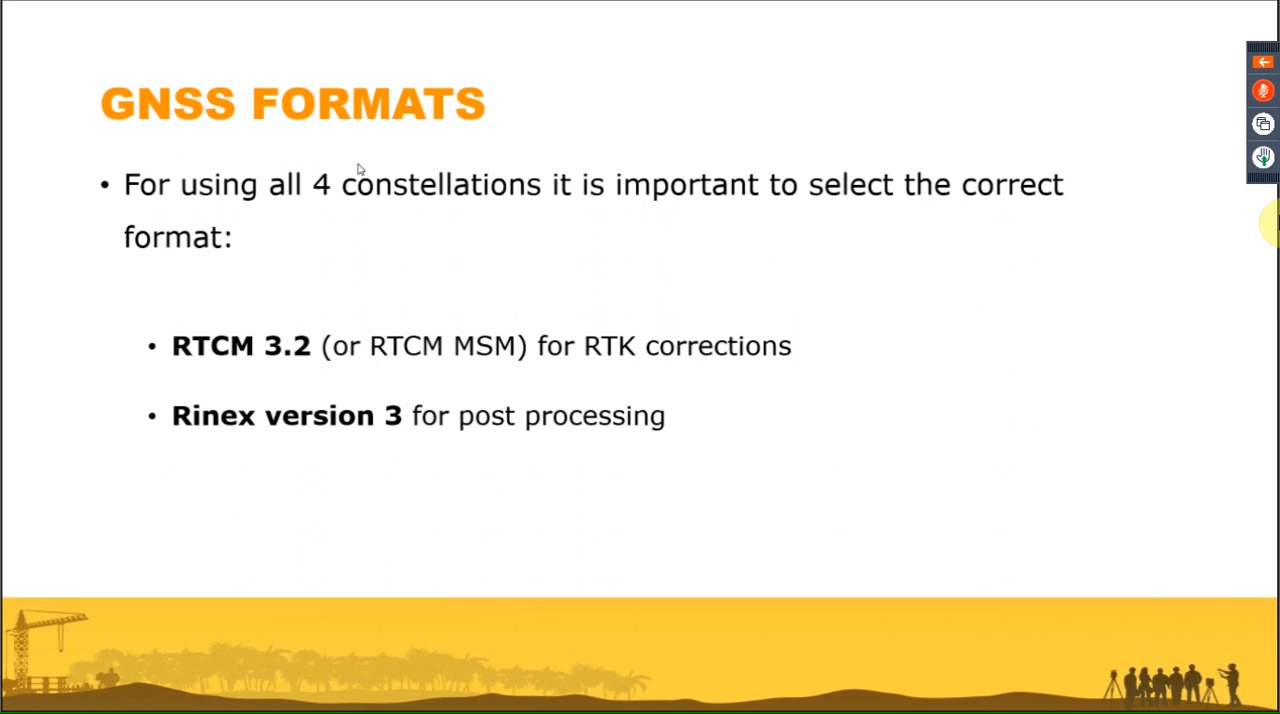 GNSS FORMATS
• For using all 4 constellations it is important to select the correct
format:
• RTCM 3.2 (or RTCM MSM) for RTK corrections
• Rinex version 3 for post processing